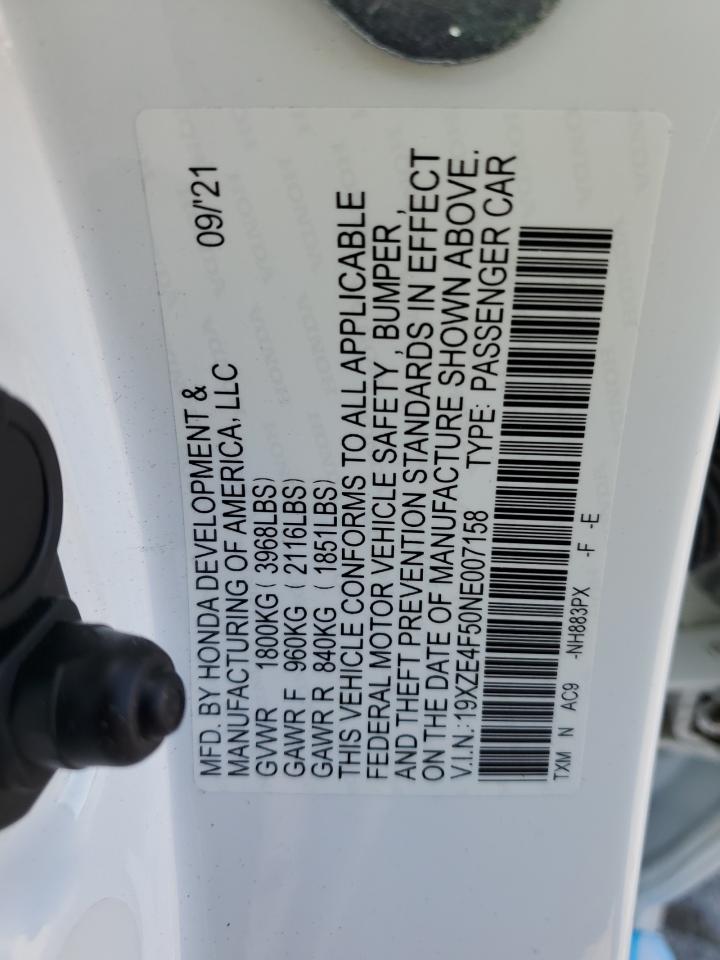 MFD. BY HONDA DEVELOPMENT & 09/'21
MANUFACTURING OF AMERICA, LLC
GVWR 1800KG ( 3968LBS)
GAWR F 960KG ( 2116LBS)
GAWR R 840KG ( 1851LBS)
THIS VEHICLE CONFORMS TO ALL APPLICABLE
FEDERAL MOTOR VEHICLE SAFETY , BUMPER ,
AND THEFT PREVENTION STANDARDS IN EFFECT
ON THE DATE OF MANUFACTURE SHOWN ABOVE.
V.I.N.: 19XZE4F50NE007158 TYPE: PASSENGER CAR
TXM N AC9 -NH883PX -F -E